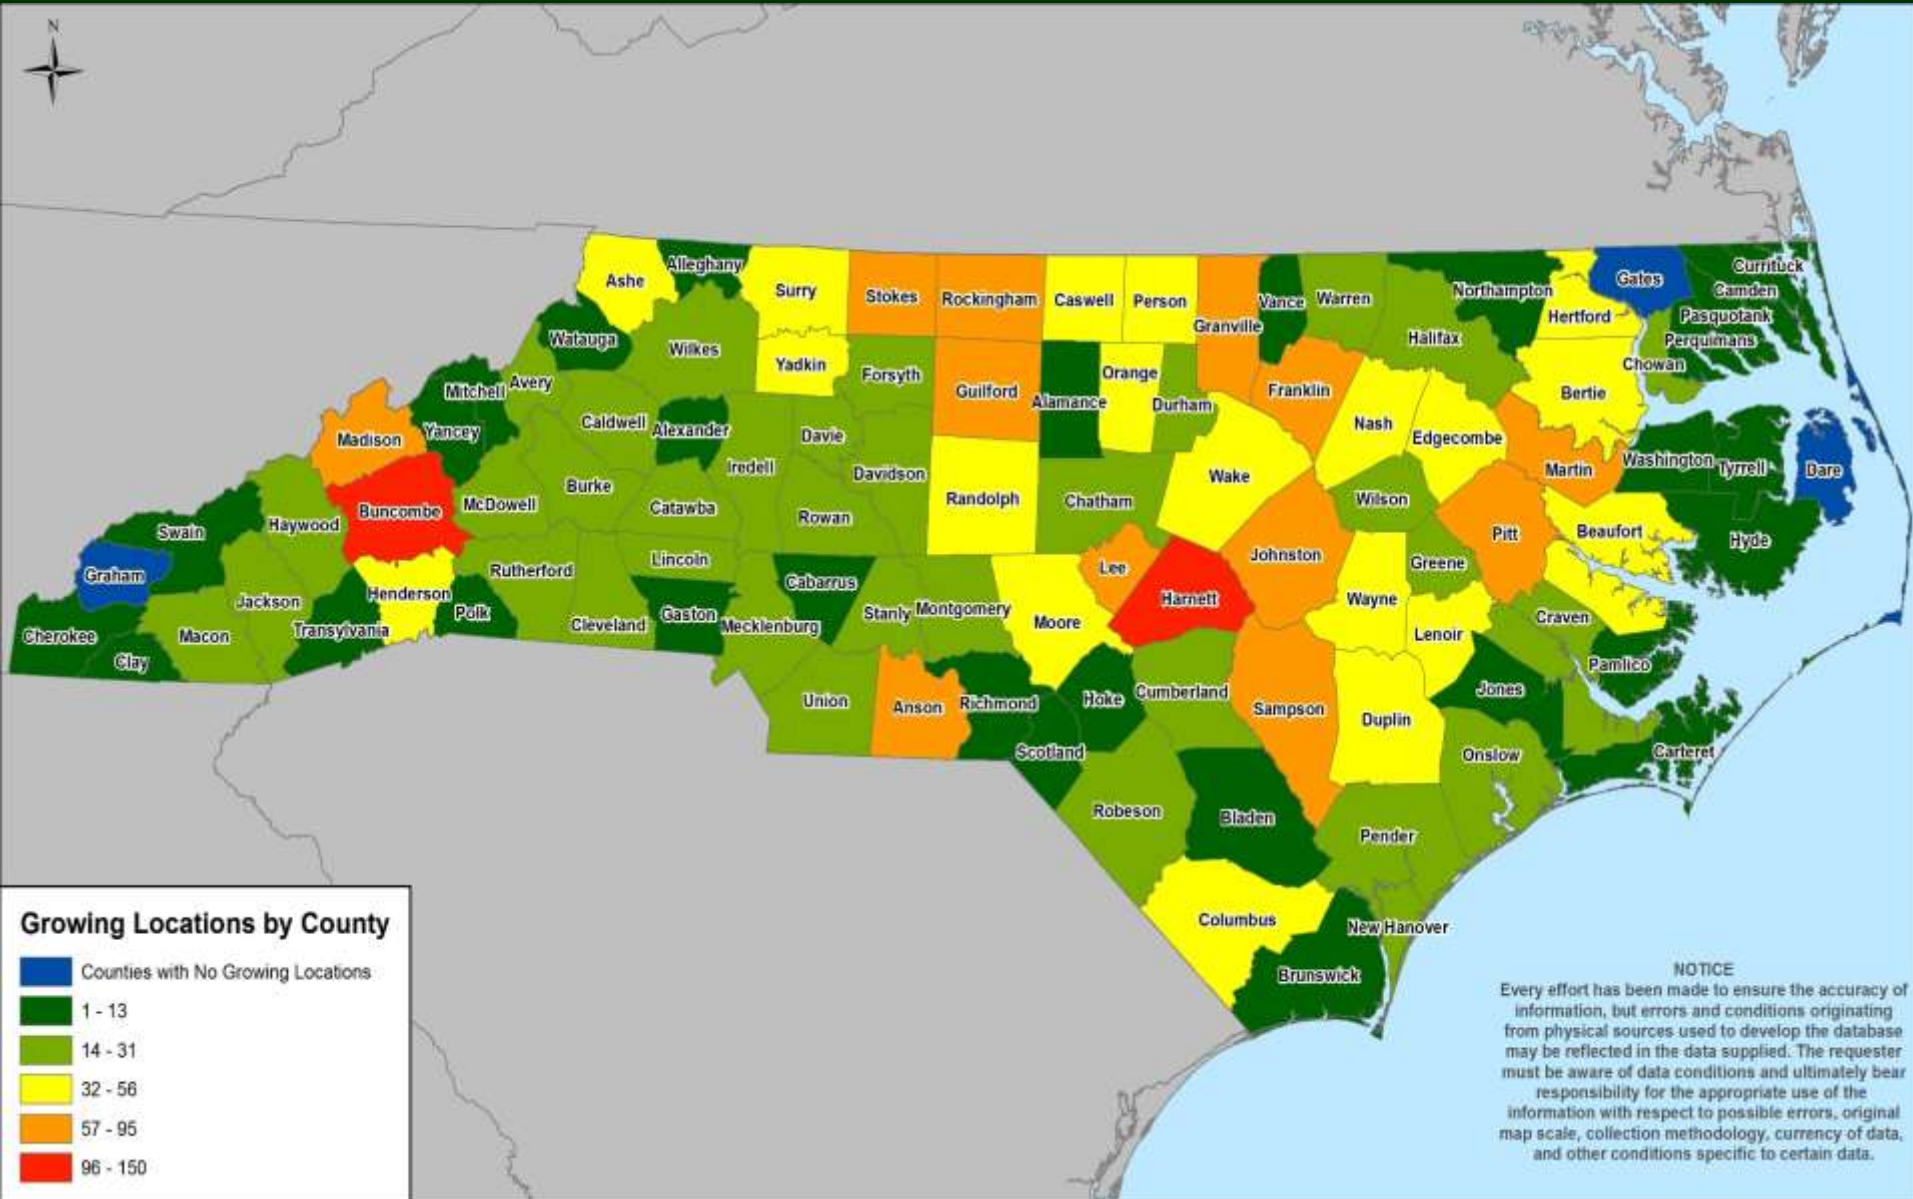 N
Currituck
Alleghany
Ashe
Gates
Surry
Camden
Northampton
Stokes
Rockingham
Caswell
Person
Vance
Warren
Hertford
Pasquotank
Granville
Watauga
Halifax
Perquimans
Wilkes
Yadkin
Chowan
Forsyth
Orange
Mitchell
Avery
Guilford
Franklin
Bertie
Alamance
Durham
Caldwell
Nash
Yancey
Alexander
Davie
Madison
Edgecombe
Washington
Iredell
Tyrrell
Dare
Martin
Davidson
Wake
Burke
Randolph
Chatham
Wilson
McDowell
Catawba
Buncombe
Rowan
Haywood
Swain
Beaufort
Pitt
Hyde
Johnston
Lincoln
Greene
Lee
Rutherford
Graham
Cabarrus
Henderson
Harnett
Wayne
Jackson
Polk
Gaston
Stanly
Montgomery
Craven
Moore
Cleveland
Mecklenburg
Transylvania
Lenoir
Cherokee
Macon
Clay
Pamlico
Jones
Cumberland
Hoke
Union
Richmond
Anson
Sampson
Duplin
Scotland
Carteret
Onslow
Robeson
Bladen
Pender
Columbus
New Hanover
Brunswick
Growing Locations by County
Counties with No Growing Locations
1 - 13
14 - 31
32 - 56
57 - 95
96 - 150
NOTICE
Every effort has been made to ensure the accuracy of
information, but errors and conditions originating
from physical sources used to develop the database
may be reflected in the data supplied. The requester
must be aware of data conditions and ultimately bear
responsibility for the appropriate use of the
information with respect to possible errors, original
map scale, collection methodology, currency of data,
and other conditions specific to certain data.